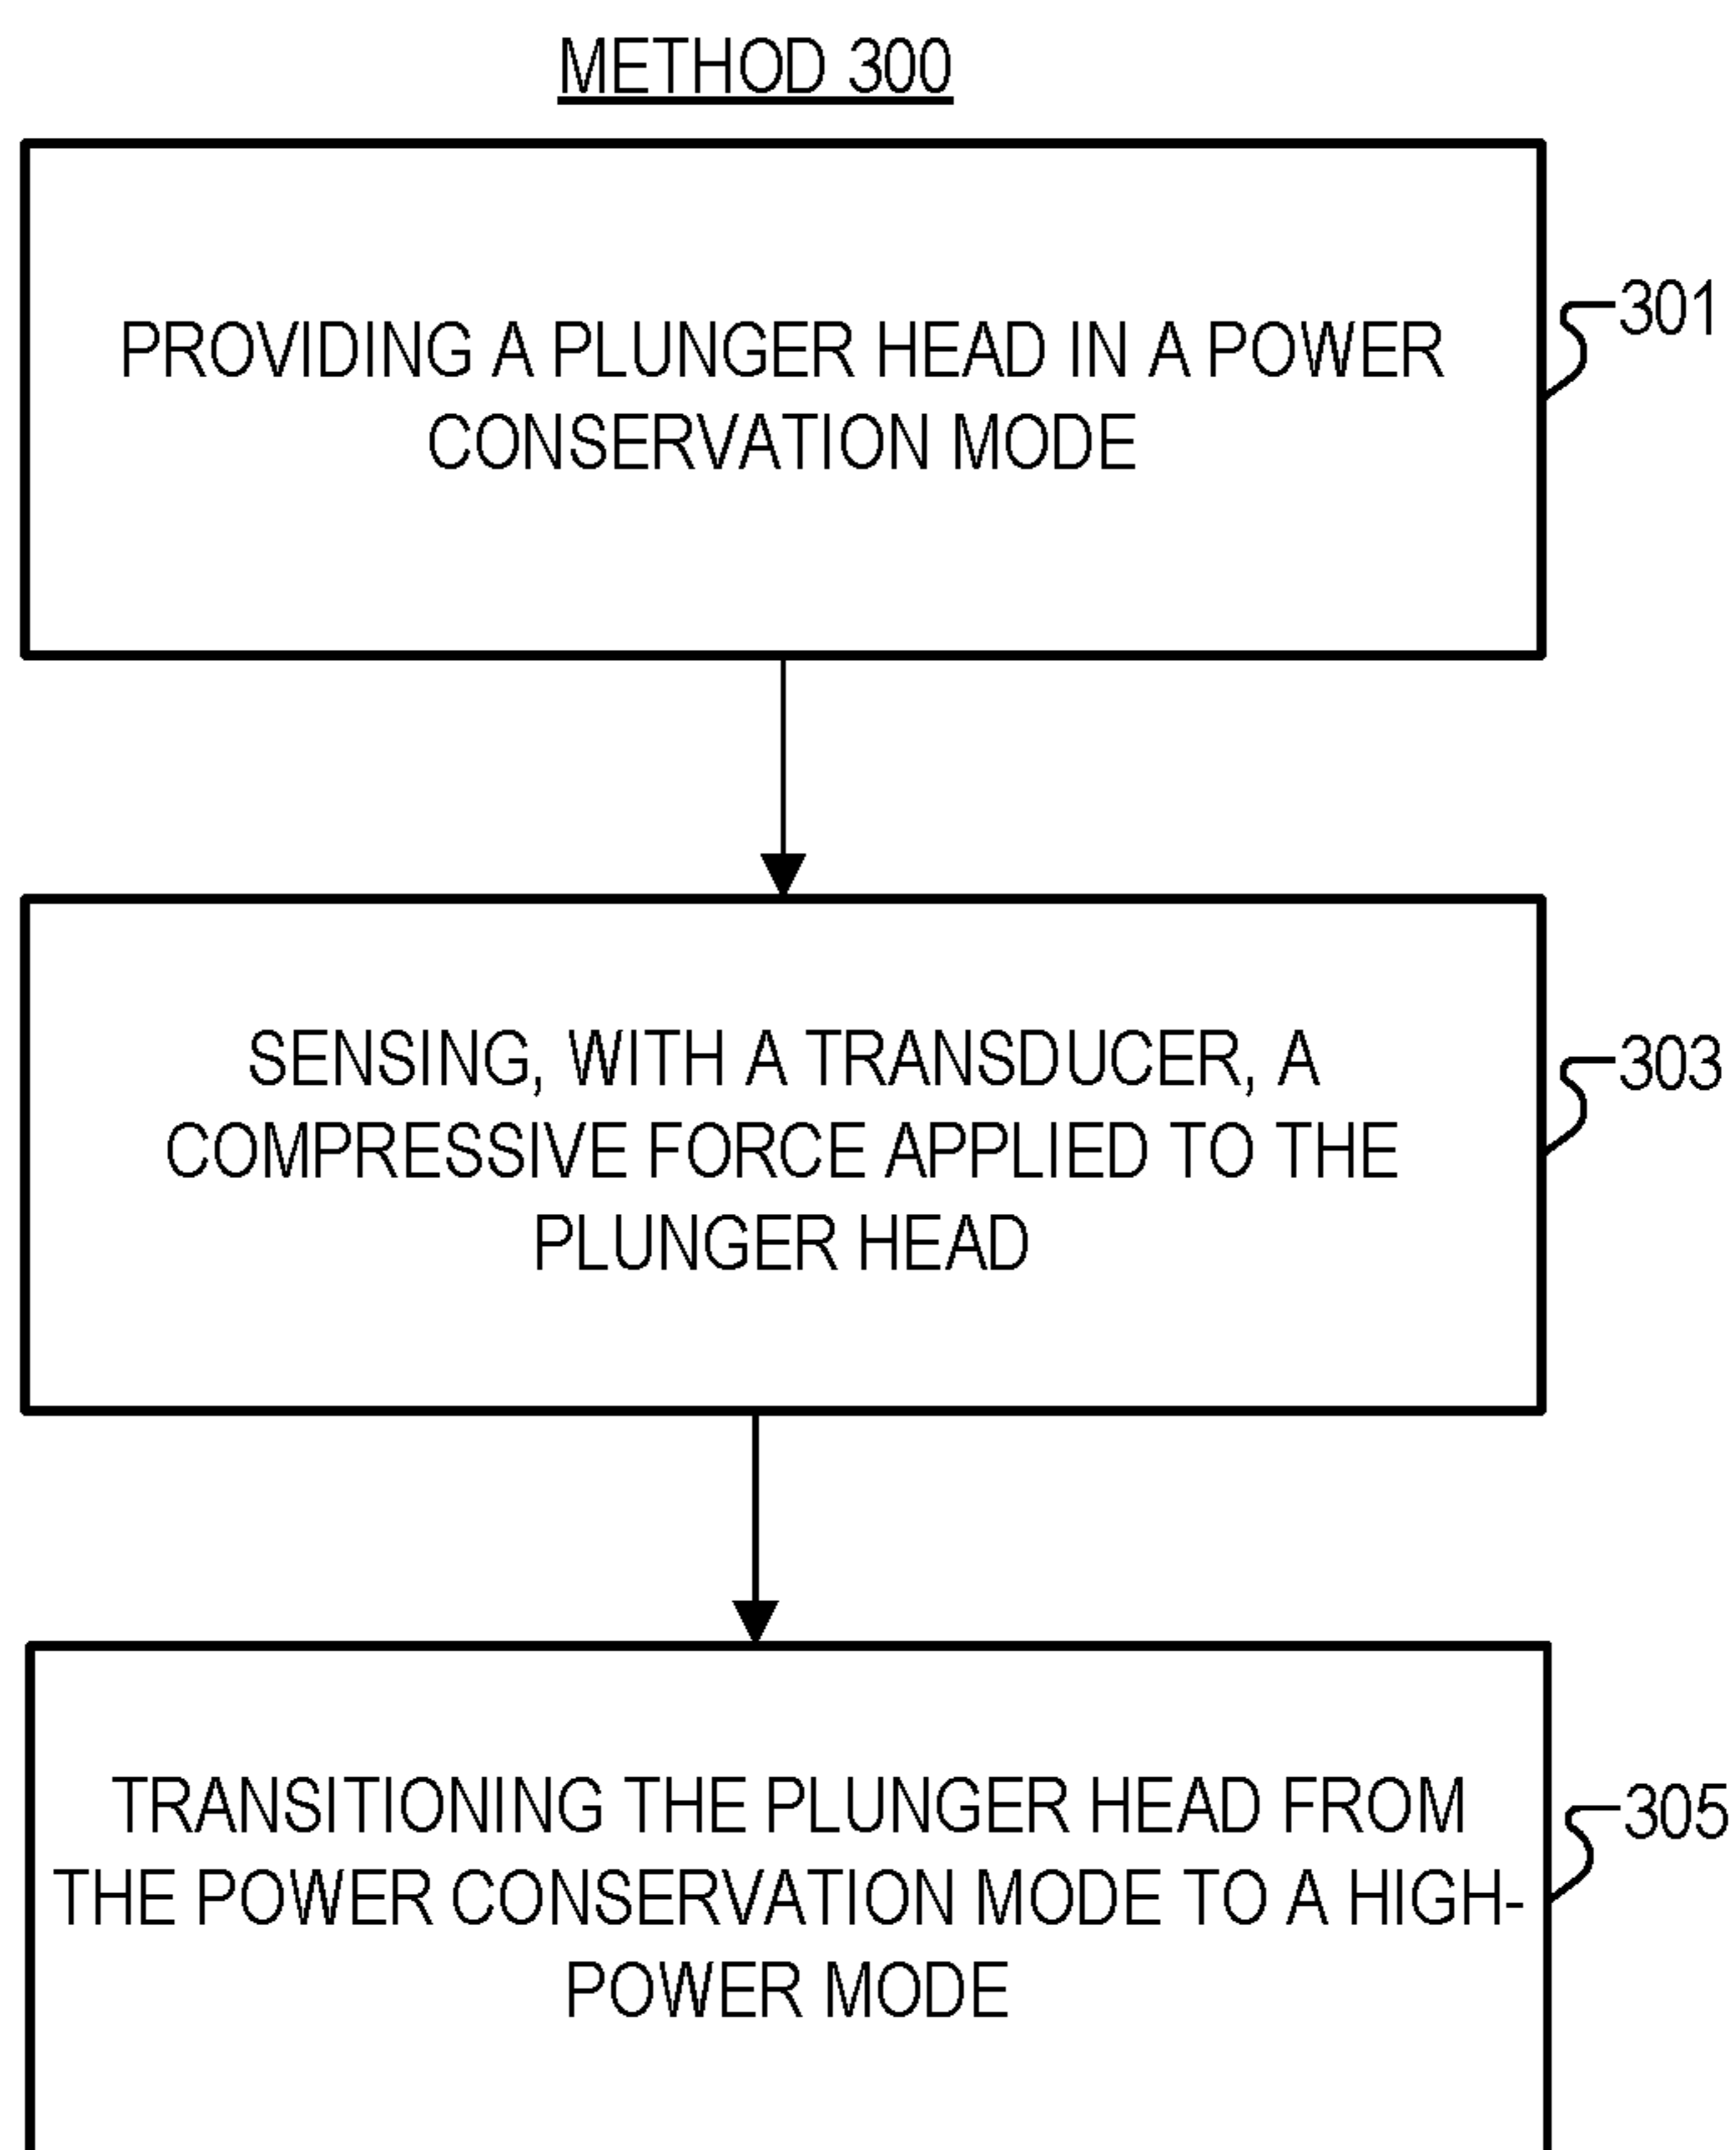 METHOD 300
PROVIDING A PLUNGER HEAD IN A POWER
CONSERVATION MODE
301
SENSING, WITH A TRANSDUCER, A
COMPRESSIVE FORCE APPLIED TO THE
PLUNGER HEAD
303
TRANSITIONING THE PLUNGER HEAD FROM
THE POWER CONSERVATION MODE TO A HIGH-
POWER MODE
305